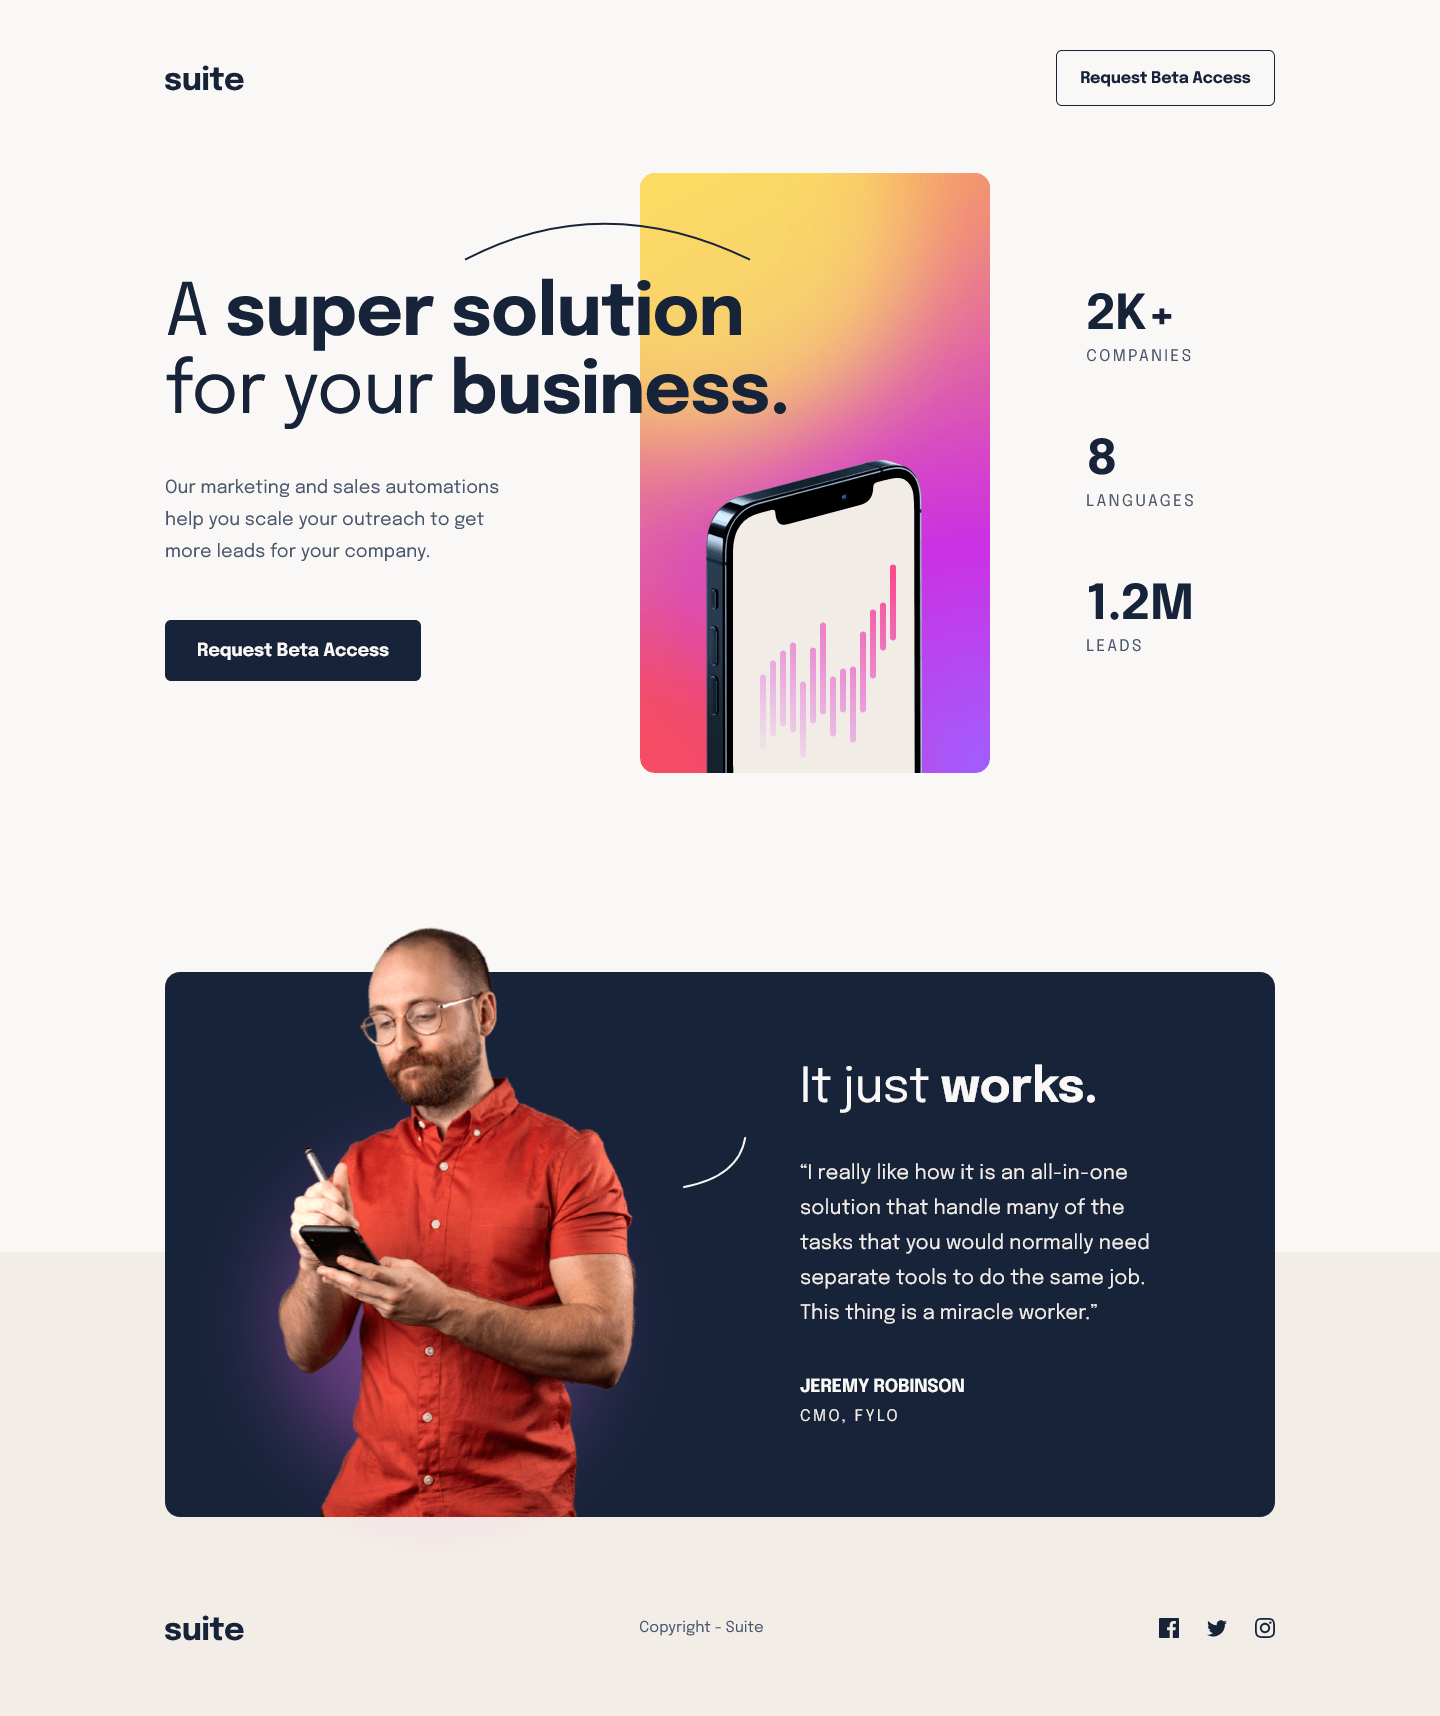 suite
Request Beta Access
A super solution
for your business.
Our marketing and sales automations
help you scale your outreach to get
more leads for your company.
Request Beta Access
2K+
COMPANIES
8
LANGUAGES
1.2M
LEADS
It just works.
“I really like how it is an all-in-one
solution that handle many of the
tasks that you would normally need
separate tools to do the same job.
This thing is a miracle worker.”
JEREMY ROBINSON
CMO, FYLO
suite
Copyright - Suite